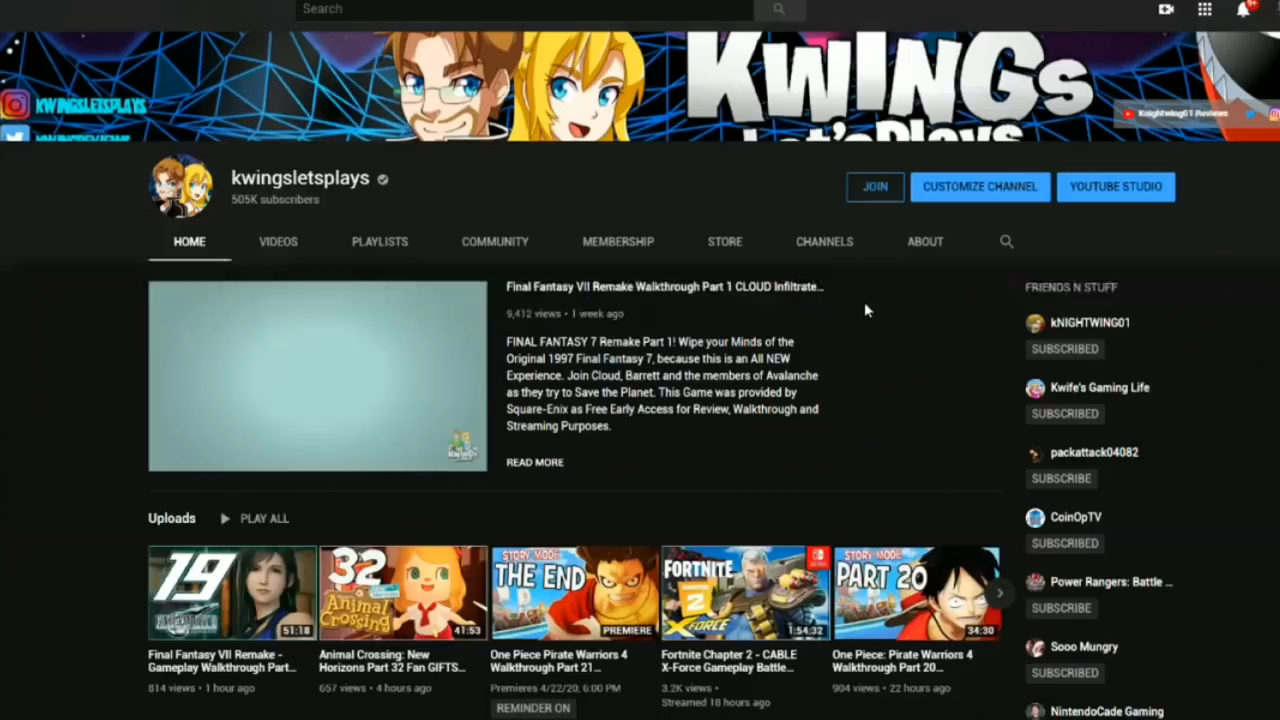 Search
9+
KWINGSLETSPLAYS
KWINGs
Let'sPlays
Knightwing01 Reviews
kwingsletsplays
505K subscribers
JOIN
CUSTOMIZE CHANNEL
YOUTUBE STUDIO
HOME
VIDEOS
PLAYLISTS
COMMUNITY
MEMBERSHIP
STORE
CHANNELS
ABOUT
Final Fantasy VII Remake Walkthrough Part 1 CLOUD Infiltrate...
9,412 views • 1 week ago
FINAL FANTASY 7 Remake Part 1! Wipe your Minds of the
Original 1997 Final Fantasy 7, because this is an All NEW
Experience. Join Cloud, Barrett and the members of Avalanche
as they try to Save the Planet. This Game was provided by
Square-Enix as Free Early Access for Review, Walkthrough and
Streaming Purposes.
READ MORE
FRIENDS N STUFF
kNIGHTWING01
SUBSCRIBED
Kwife's Gaming Life
SUBSCRIBED
packattack04082
SUBSCRIBE
CoinOpTV
SUBSCRIBED
Power Rangers: Battle ...
SUBSCRIBE
Sooo Mungry
SUBSCRIBED
NintendoCade Gaming
Uploads
PLAY ALL
19
51:18
32
Animal
Crossing
41:53
STORY MODE
THE END
PREMIERE
FORTNITE
CHAPTER
2
X-FORCE
1:54:32
STORY MODE
PART 20
34:30
Final Fantasy VII Remake -
Gameplay Walkthrough Part...
814 views • 1 hour ago
Animal Crossing: New
Horizons Part 32 Fan GIFTS...
657 views • 4 hours ago
One Piece Pirate Warriors 4
Walkthrough Part 21...
Premieres 4/22/20, 6:00 PM
REMINDER ON
Fortnite Chapter 2 - CABLE
X-Force Gameplay Battle...
3.2K views •
Streamed 18 hours ago
One Piece: Pirate Warriors 4
Walkthrough Part 20...
904 views • 22 hours ago